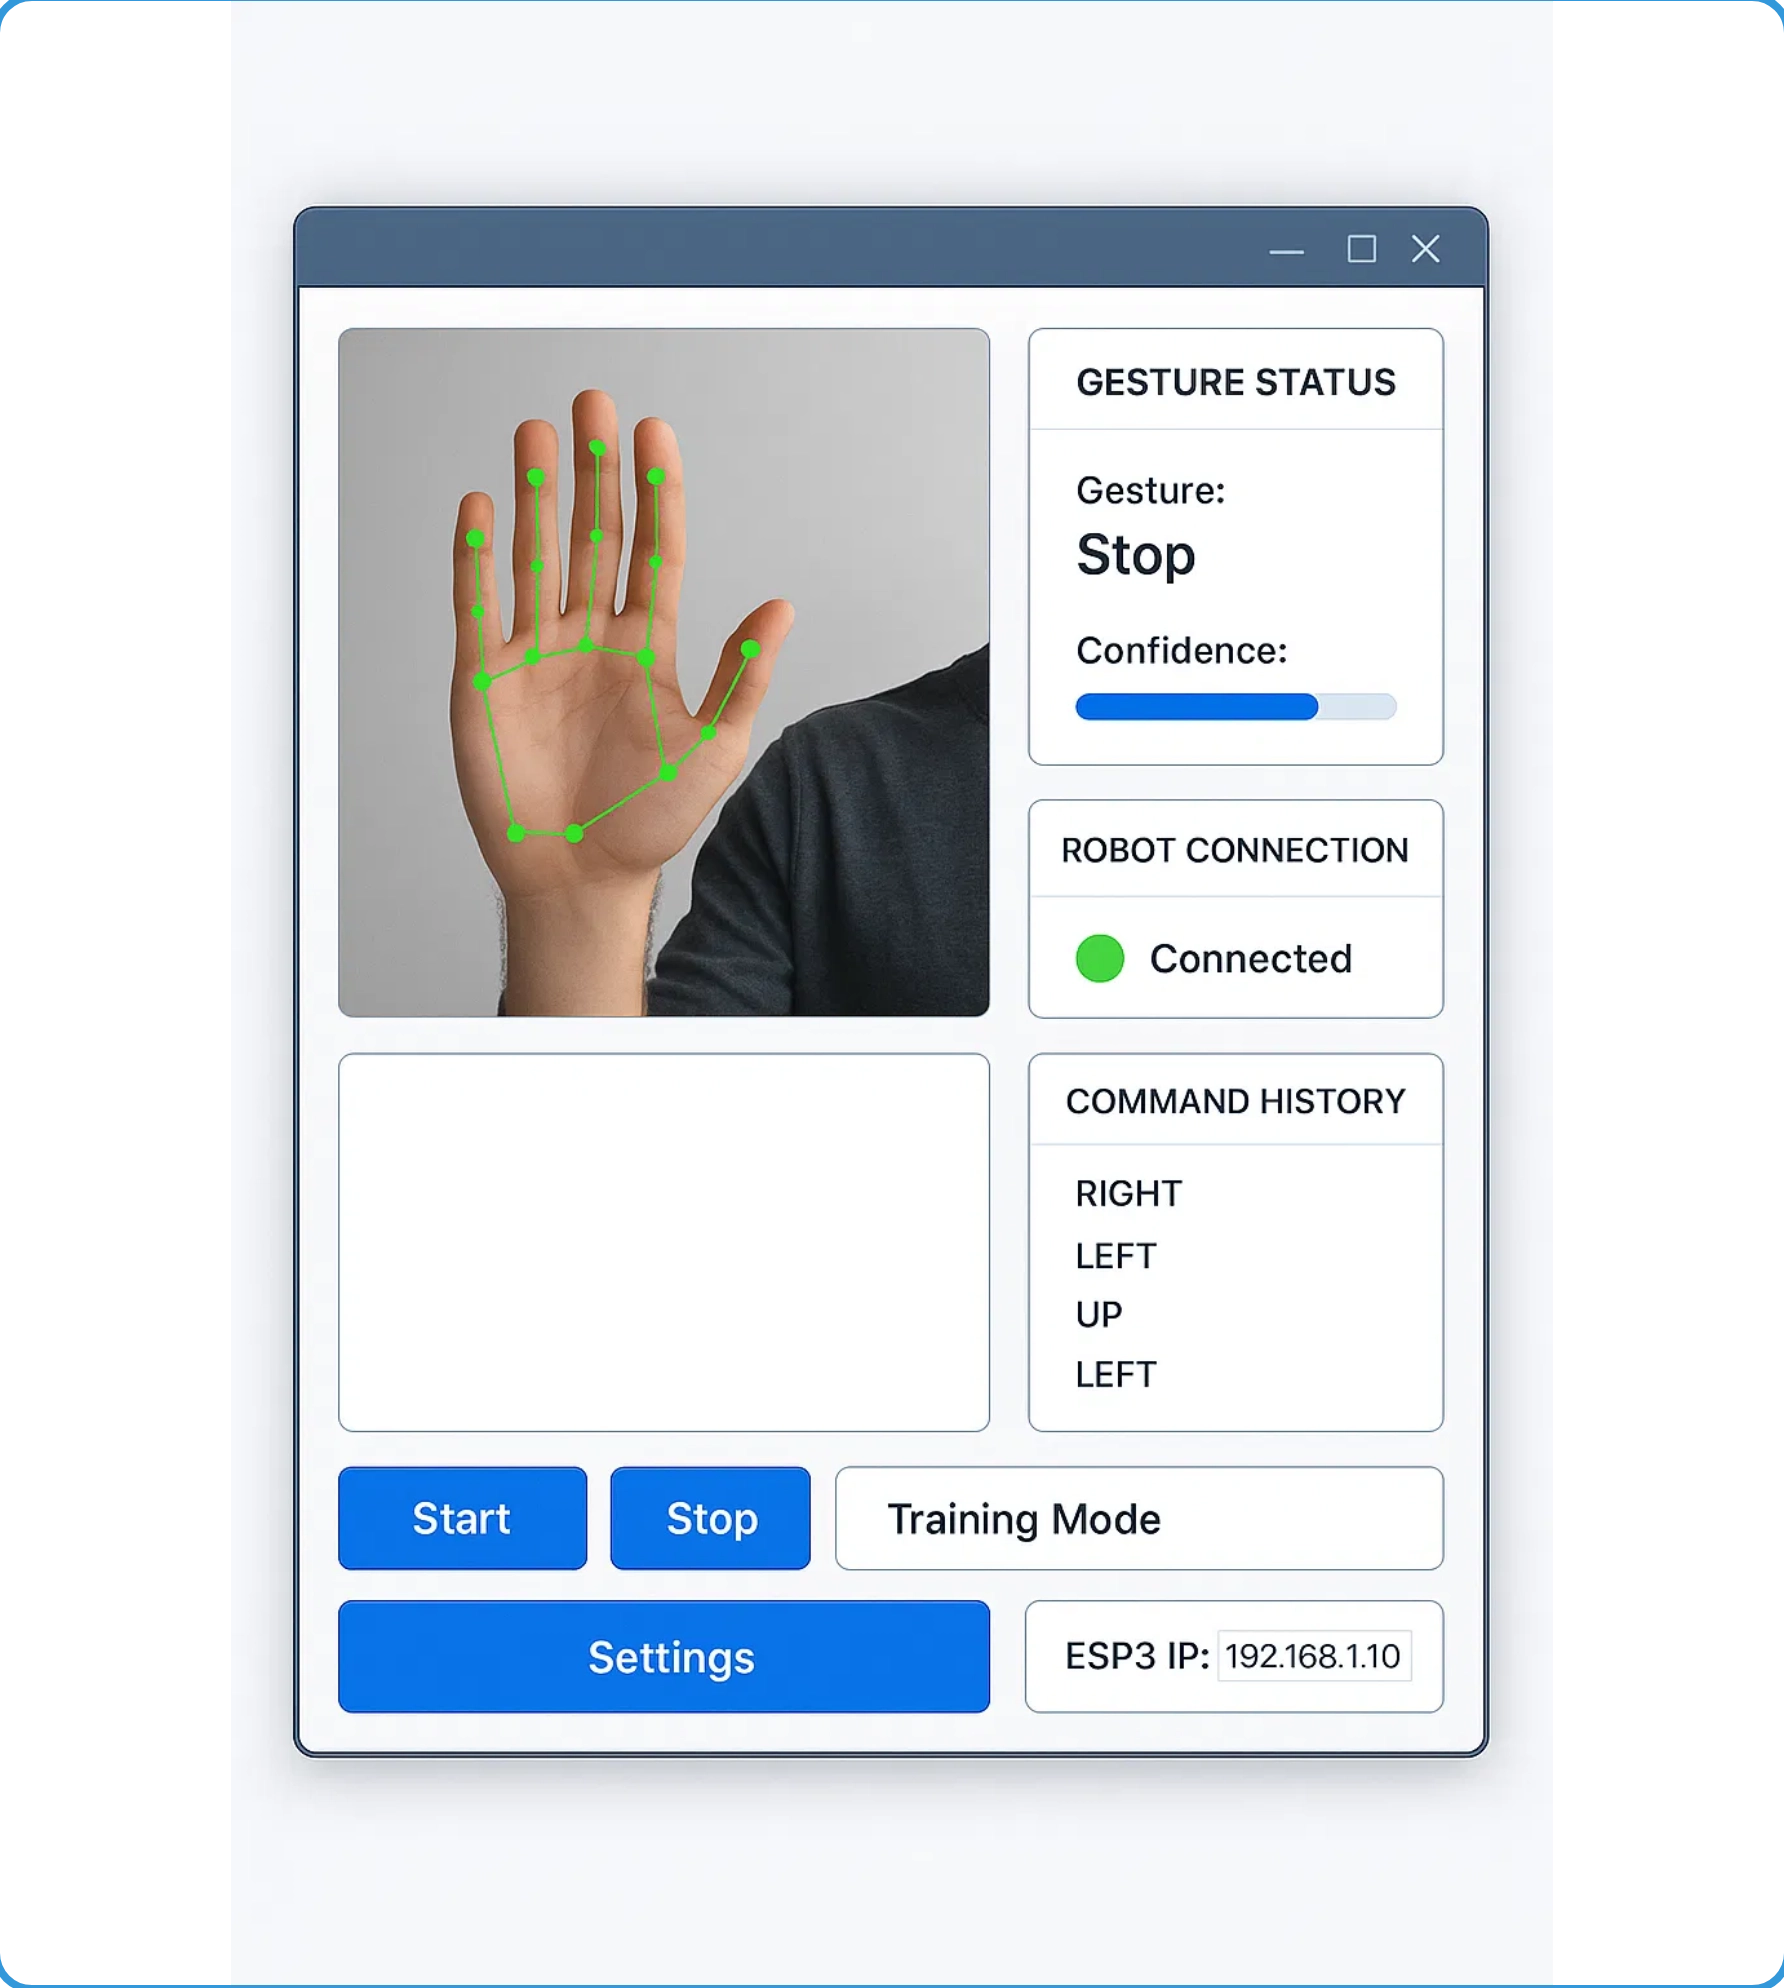 GESTURE STATUS
Gesture:
Stop
Confidence:
ROBOT CONNECTION
Connected
COMMAND HISTORY
RIGHT
LEFT
UP
LEFT
Start
Stop
Training Mode
Settings
ESP3 IP: 192.168.1.10